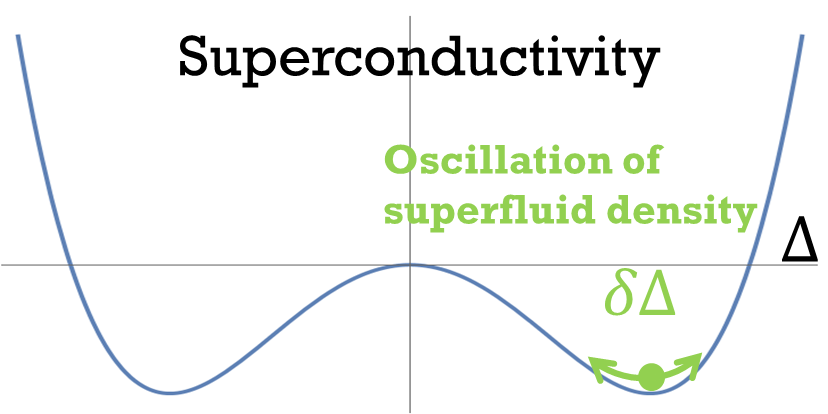 Superconductivity
Oscillation of
superfluid density
Δ
δΔ